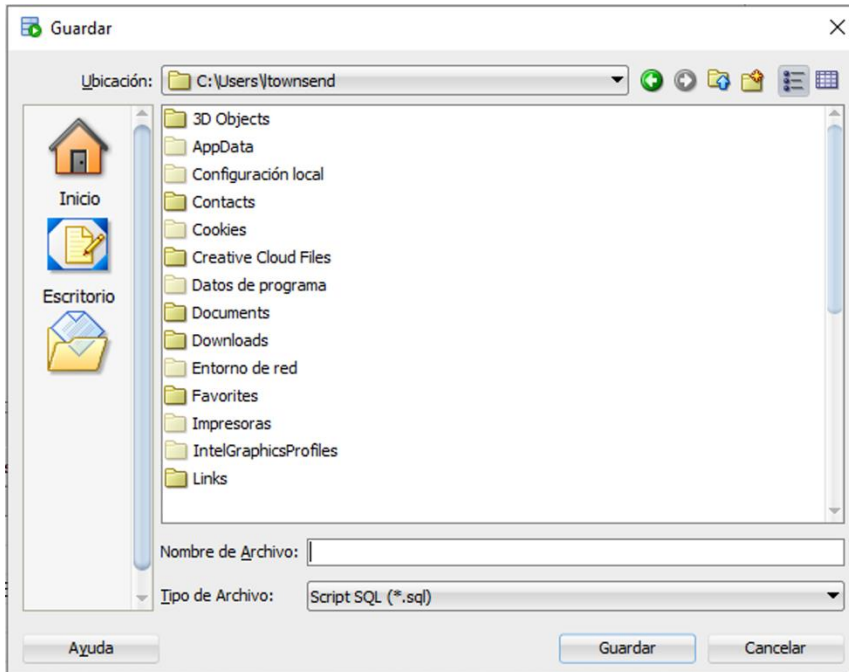 Guardar
Ubicación: C:\Users\ltownsend
Inicio
Escritorio
3D Objects
AppData
Configuración local
Contacts
Cookies
Creative Cloud Files
Datos de programa
Documents
Downloads
Entorno de red
Favorites
Impresoras
IntelGraphicsProfiles
Links
Nombre de Archivo:
Tipo de Archivo: Script SQL (*.sql)
Ayuda Guardar Cancelar